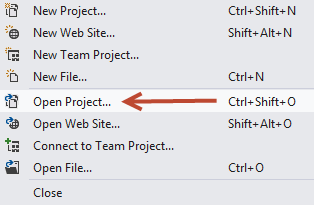 New Project... Ctrl+Shift+N
New Web Site... Shift+Alt+N
New Team Project...
New File... Ctrl+N
Open Project... Ctrl+Shift+O
Open Web Site... Shift+Alt+O
Connect to Team Project...
Open File... Ctrl+O
Close